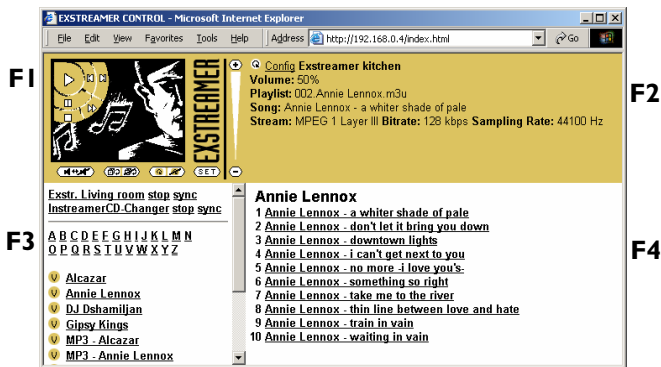 EXSTREAMER CONTROL - Microsoft Internet Explorer
File Edit View Favorites Tools Help Address http://192.168.0.4/index.html Go
F1
EXSTREAMER
SET
Config Exstreamer kitchen
Volume: 50%
Playlist: 002.Annie Lennox.m3u
Song: Annie Lennox - a whiter shade of pale
Stream: MPEG 1 Layer III Bitrate: 128 kbps Sampling Rate: 44100 Hz
F2
F3
Exstr. Living room stop sync
InstreamerCD-Changer stop sync
A B C D E F G H I J K L M N
O P Q R S T U V W X Y Z
V Alcazar
V Annie Lennox
V DJ Dshamiljan
V Gipsy Kings
V MP3 - Alcazar
V MP3 - Annie Lennox
Annie Lennox
1 Annie Lennox - a whiter shade of pale
2 Annie Lennox - don't let it bring you down
3 Annie Lennox - downtown lights
4 Annie Lennox - i can't get next to you
5 Annie Lennox - no more -i love you's-
6 Annie Lennox - something so right
7 Annie Lennox - take me to the river
8 Annie Lennox - thin line between love and hate
9 Annie Lennox - train in vain
10 Annie Lennox - waiting in vain
F4